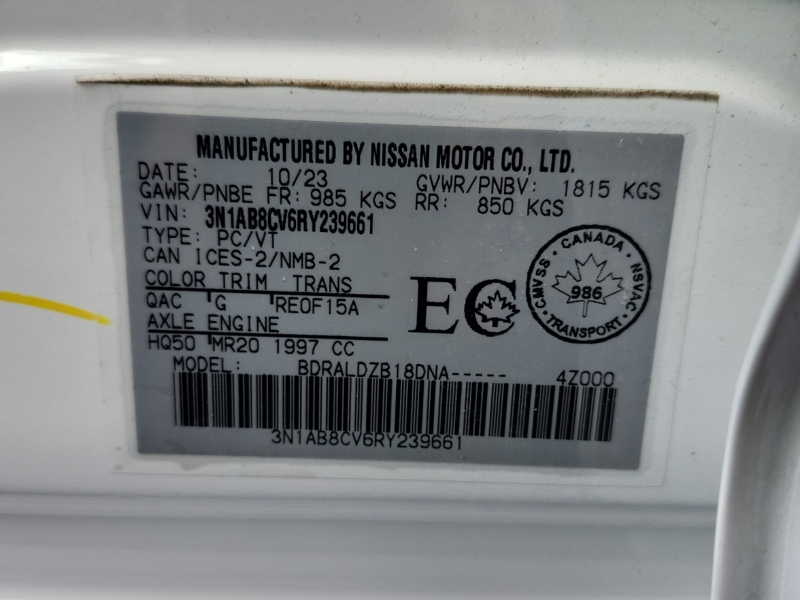 MANUFACTURED BY NISSAN MOTOR CO., LTD.
DATE: 10/23 GVWR/PNBV: 1815 KGS
GAWR/PNBE FR: 985 KGS RR: 850 KGS
VIN: 3N1AB8CV6RY239661
TYPE: PC/VT
CAN ICES-2/NMB-2
COLOR TRIM TRANS
QAC G RE0F15A
AXLE ENGINE
HQ50 MR20 1997 CC
EC
CANADA
CMVSS NSVAC
986
TRANSPORT
MODEL: BDRALDZB18DNA----- 4Z000
3N1AB8CV6RY239661